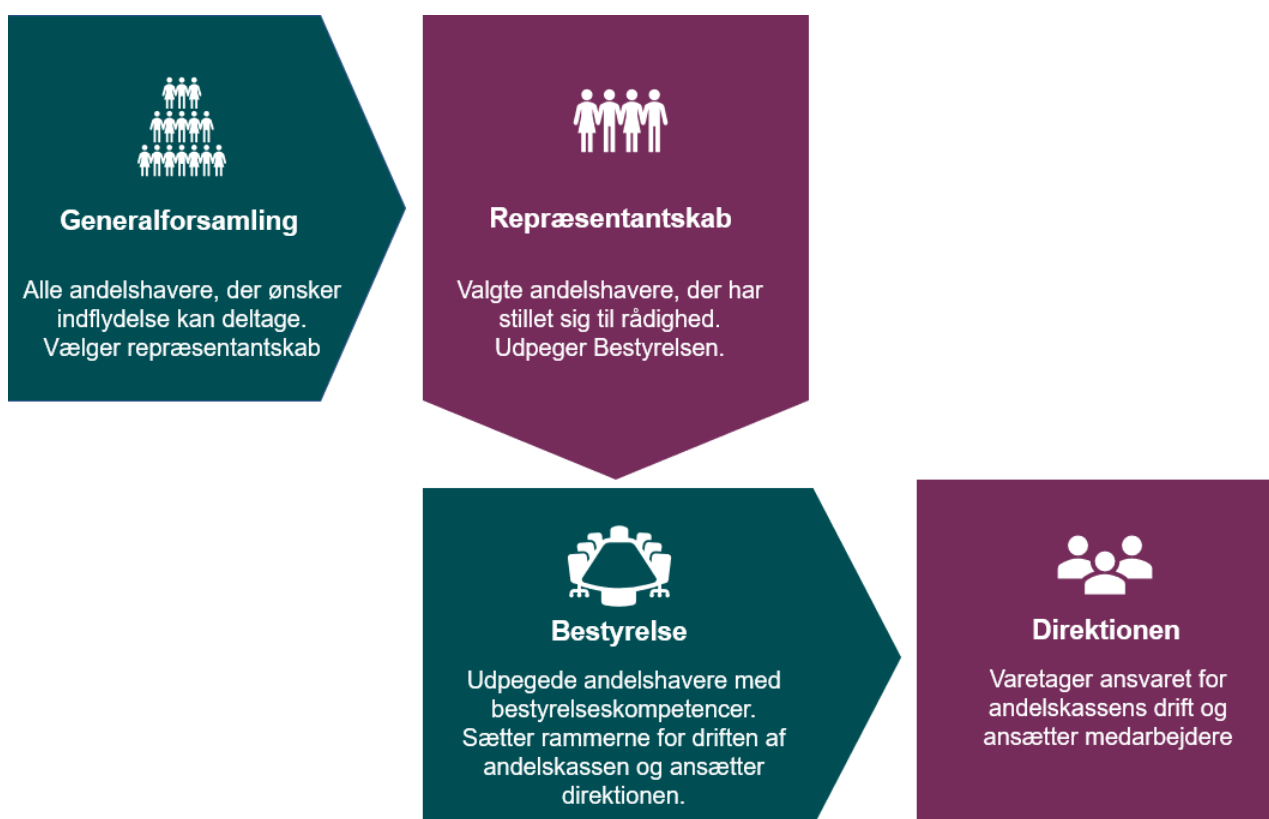 Generalforsamling
Alle andelshavere, der ønsker
indflydelse kan deltage.
Vælger repræsentantskab
Repræsentantskab
Valgte andelshavere, der har
stillet sig til rådighed.
Udpeger Bestyrelsen.
Bestyrelse
Udpegede andelshavere med
bestyrelseskompetencer.
Sætter rammerne for driften af
andelskassen og ansætter
direktionen.
Direktionen
Varetager ansvaret for
andelskassens drift og
ansætter medarbejdere